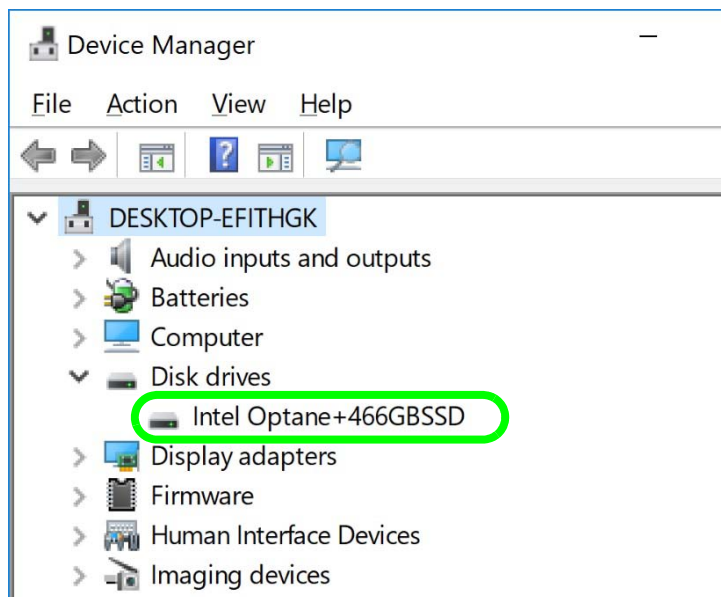 Device Manager
File Action View Help
DESKTOP-EFITHGK
Audio inputs and outputs
Batteries
Computer
Disk drives
Intel Optane+466GBSSD
Display adapters
Firmware
Human Interface Devices
Imaging devices